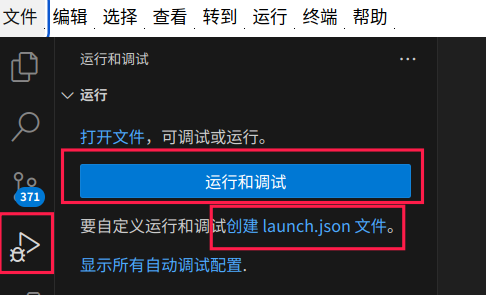 文件 编辑 选择 查看 转到 运行 终端 帮助
运行和调试 ...
运行
打开文件，可调试或运行。
运行和调试
371
要自定义运行和调试创建 launch.json 文件。
显示所有自动调试配置.